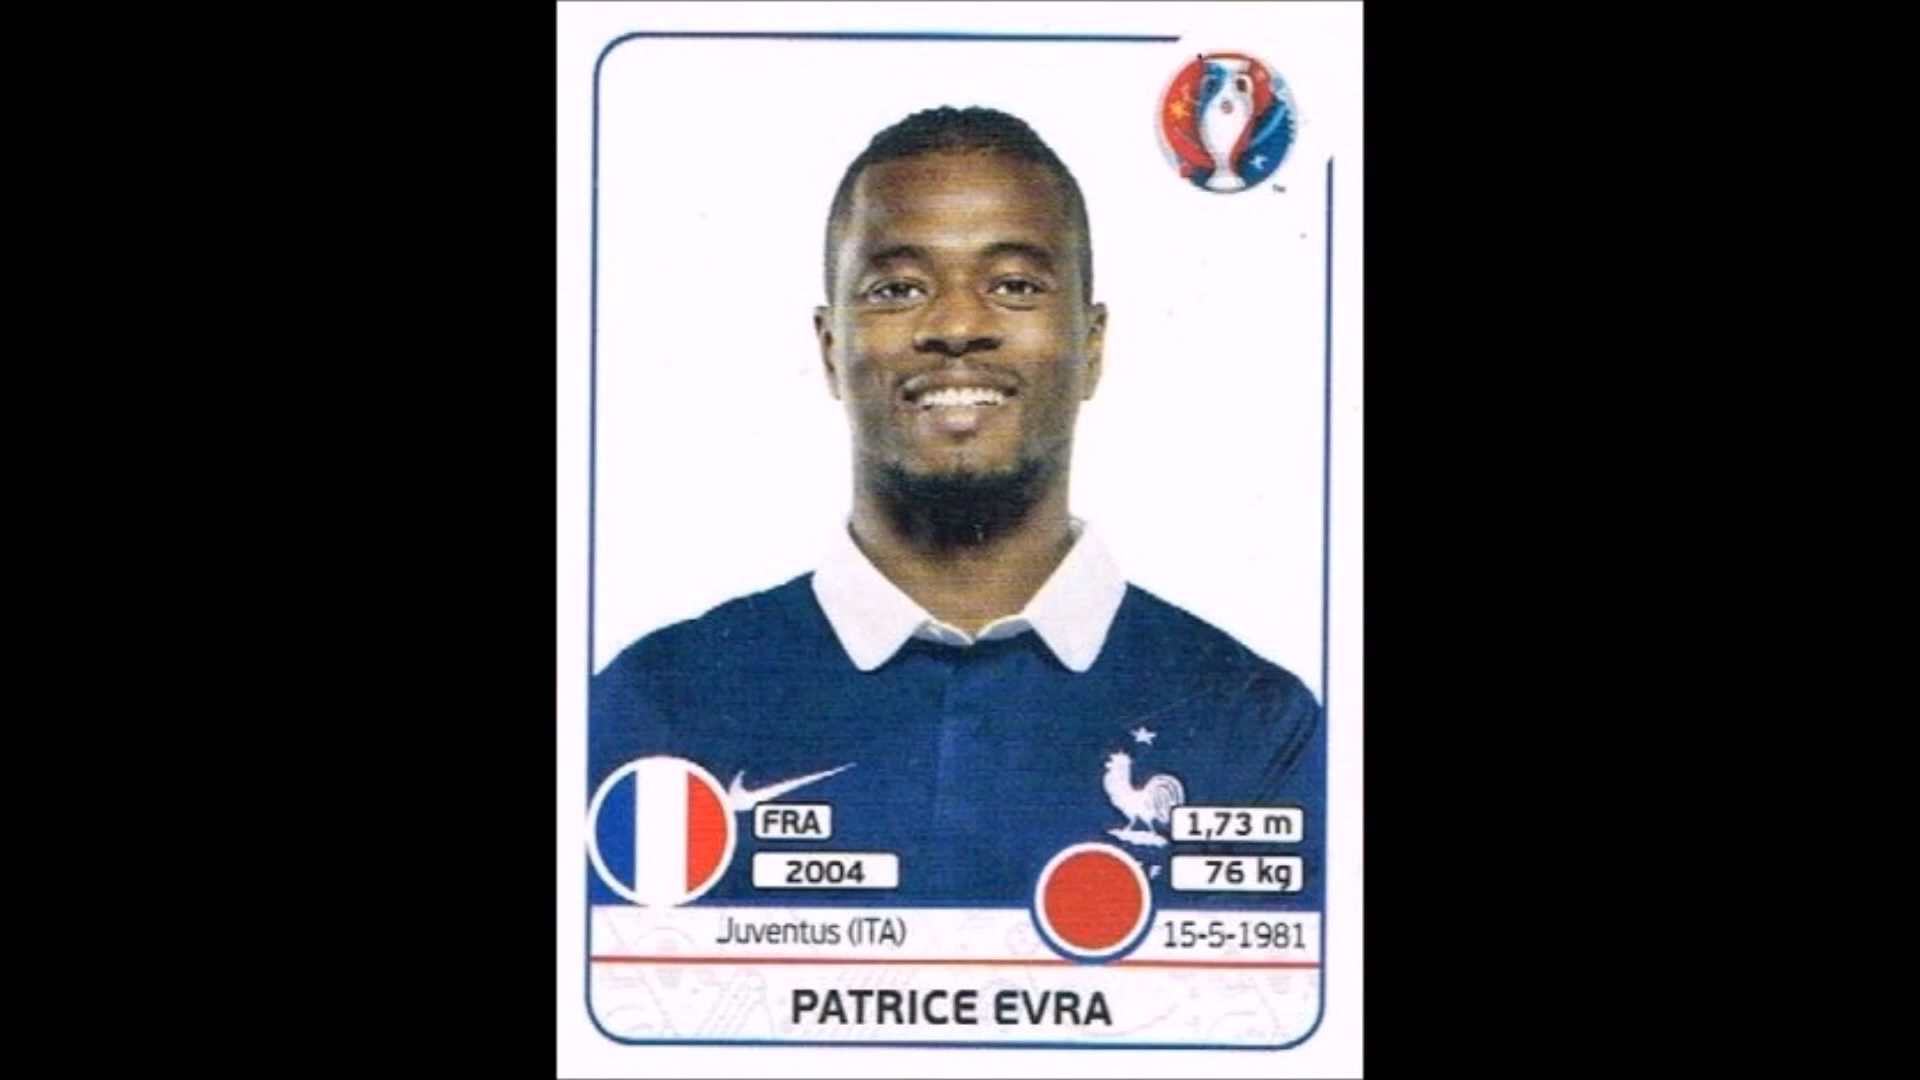 FRA
2004
1,73 m
76 kg
Juventus (ITA)
15-5-1981
PATRICE EVRA